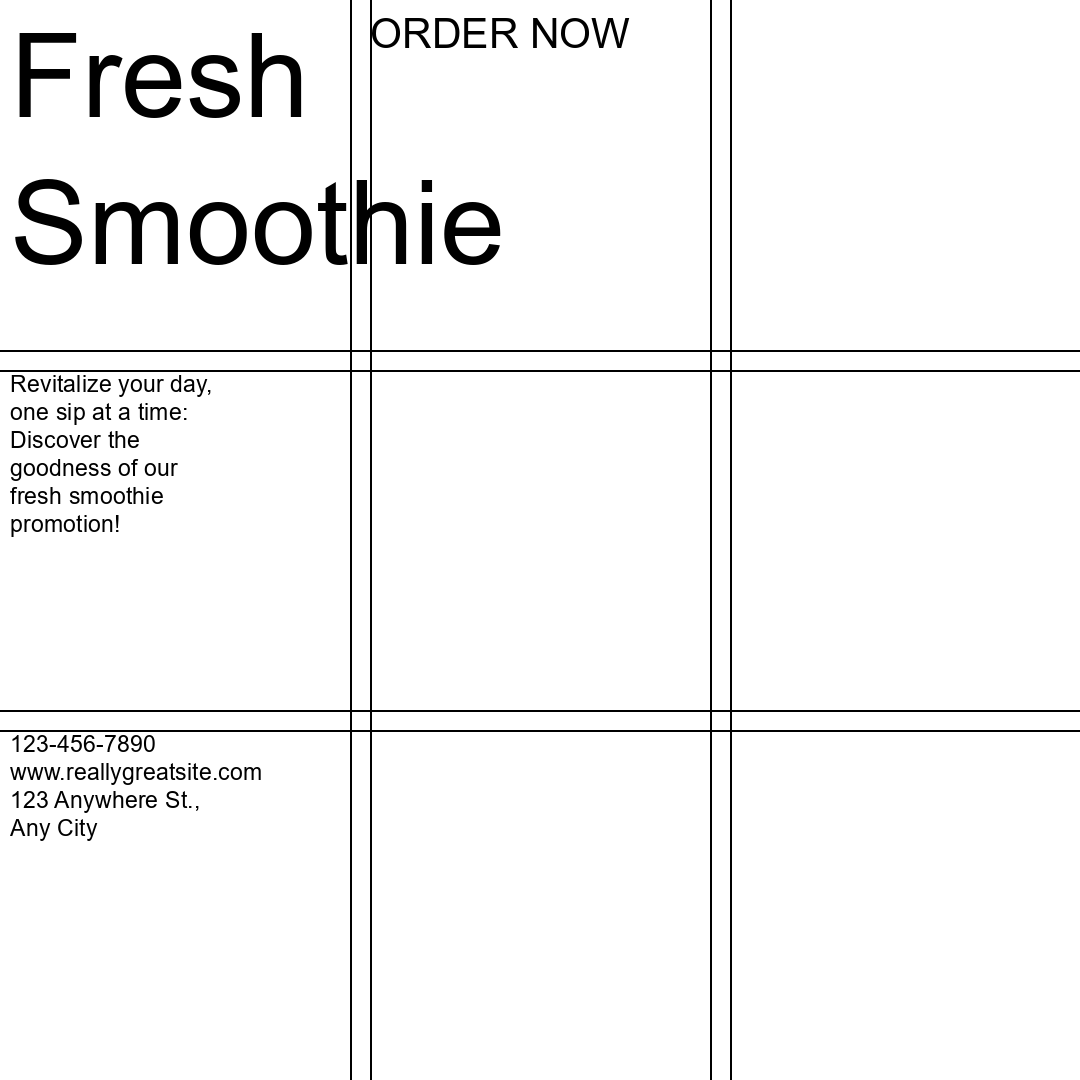 Fresh
Smoothie
ORDER NOW
Revitalize your day,
one sip at a time:
Discover the
goodness of our
fresh smoothie
promotion!
123-456-7890
www.reallygreatsite.com
123 Anywhere St.,
Any City